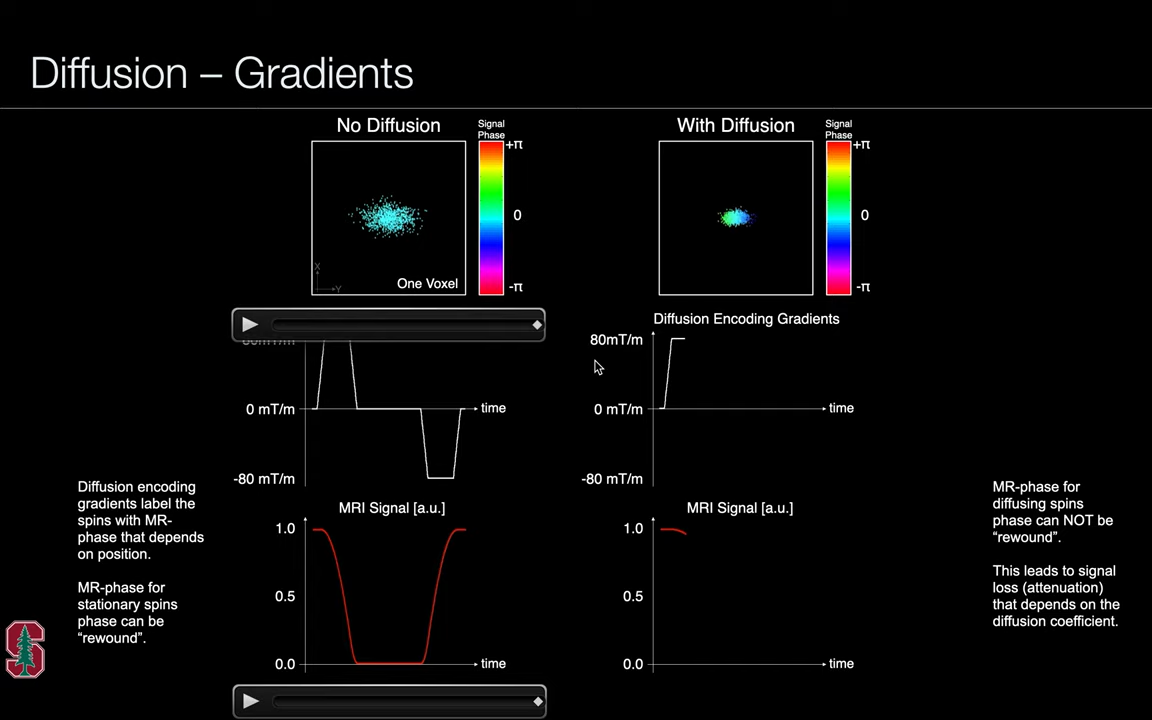 Diffusion – Gradients
No Diffusion
Signal
Phase
+π
0
-π
X
Y
One Voxel
With Diffusion
Signal
Phase
+π
0
-π
80mT/m
0 mT/m
-80 mT/m
time
Diffusion Encoding Gradients
80mT/m
0 mT/m
-80 mT/m
time
Diffusion encoding
gradients label the
spins with MR-
phase that depends
on position.
MR-phase for
stationary spins
phase can be
“rewound”.
MRI Signal [a.u.]
1.0
0.5
0.0
time
MRI Signal [a.u.]
1.0
0.5
0.0
time
MR-phase for
diffusing spins
phase can NOT be
“rewound”.
This leads to signal
loss (attenuation)
that depends on the
diffusion coefficient.
S